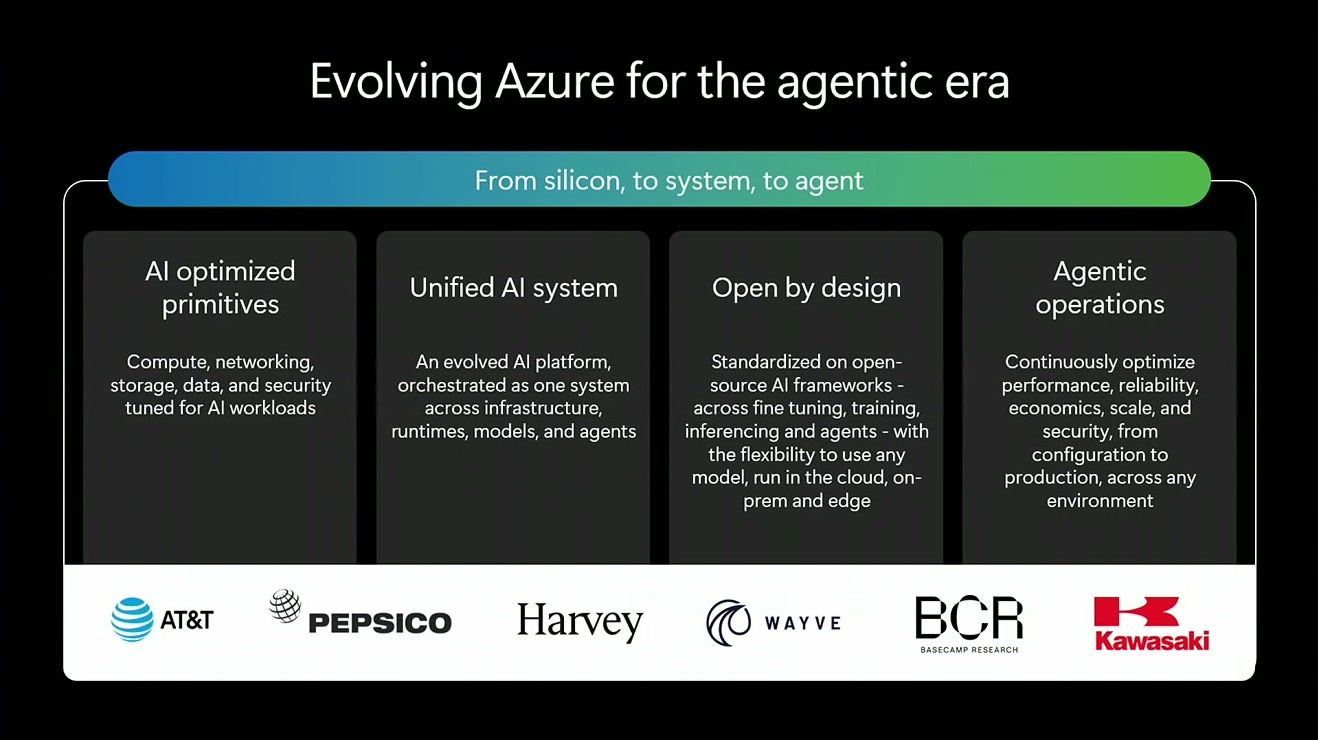 Evolving Azure for the agentic era
From silicon, to system, to agent
AI optimized
primitives
Compute, networking,
storage, data, and security
tuned for AI workloads
Unified AI system
An evolved AI platform,
orchestrated as one system
across infrastructure,
runtimes, models, and agents
Open by design
Standardized on open-
source AI frameworks -
across fine tuning, training,
inferencing and agents - with
the flexibility to use any
model, run in the cloud, on-
prem and edge
Agentic
operations
Continuously optimize
performance, reliability,
economics, scale, and
security, from
configuration to
production, across any
environment
AT&T
PEPSICO
Harvey
WAYVE
BCR
BASECAMP RESEARCH
Kawasaki